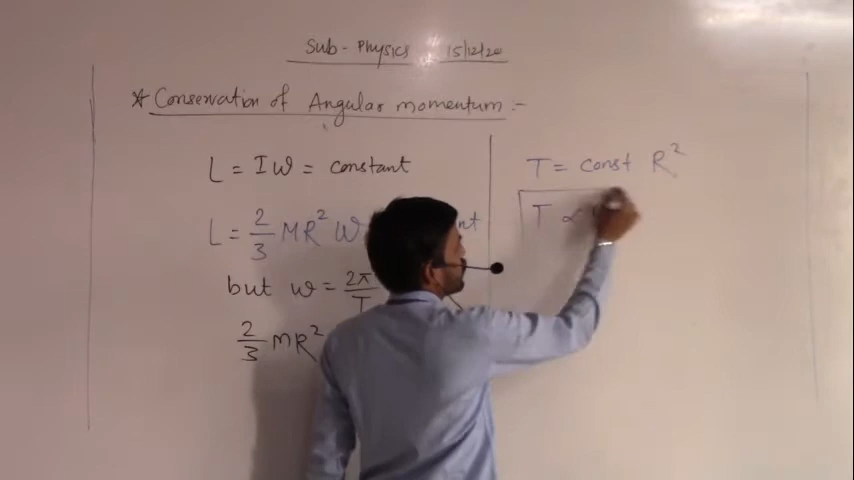 Sub - Physics 15/12/20
* Conservation of Angular momentum :-
L = Iω = constant
L = 2/3 MR² ω nt
but ω = 2π/T
2/3 MR²
T = const R²
T ∝